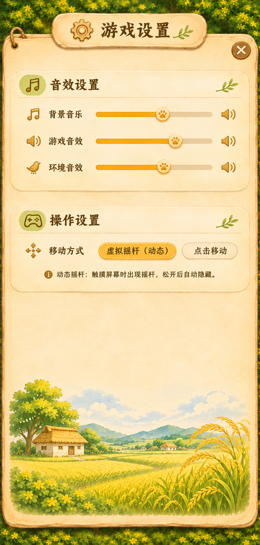 游戏设置
音效设置
背景音乐
游戏音效
环境音效
操作设置
移动方式
虚拟摇杆（动态）
点击移动
动态摇杆：触摸屏幕时出现摇杆，松开后自动隐藏。